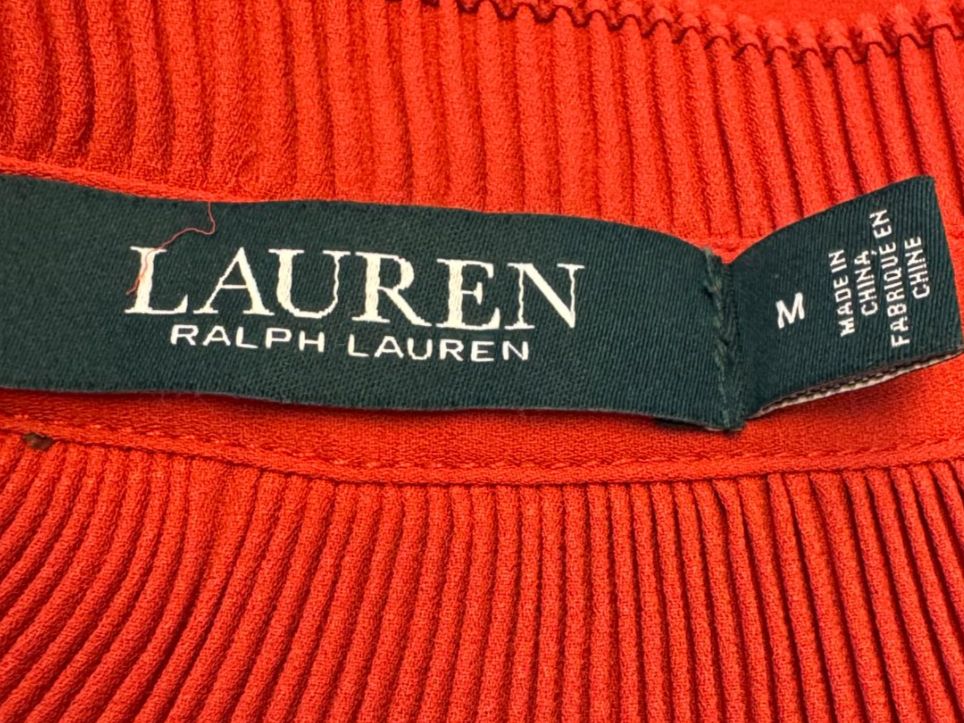 LAUREN
RALPH LAUREN
M
MADE IN
CHINA
FABRIQUÉ EN
CHINE